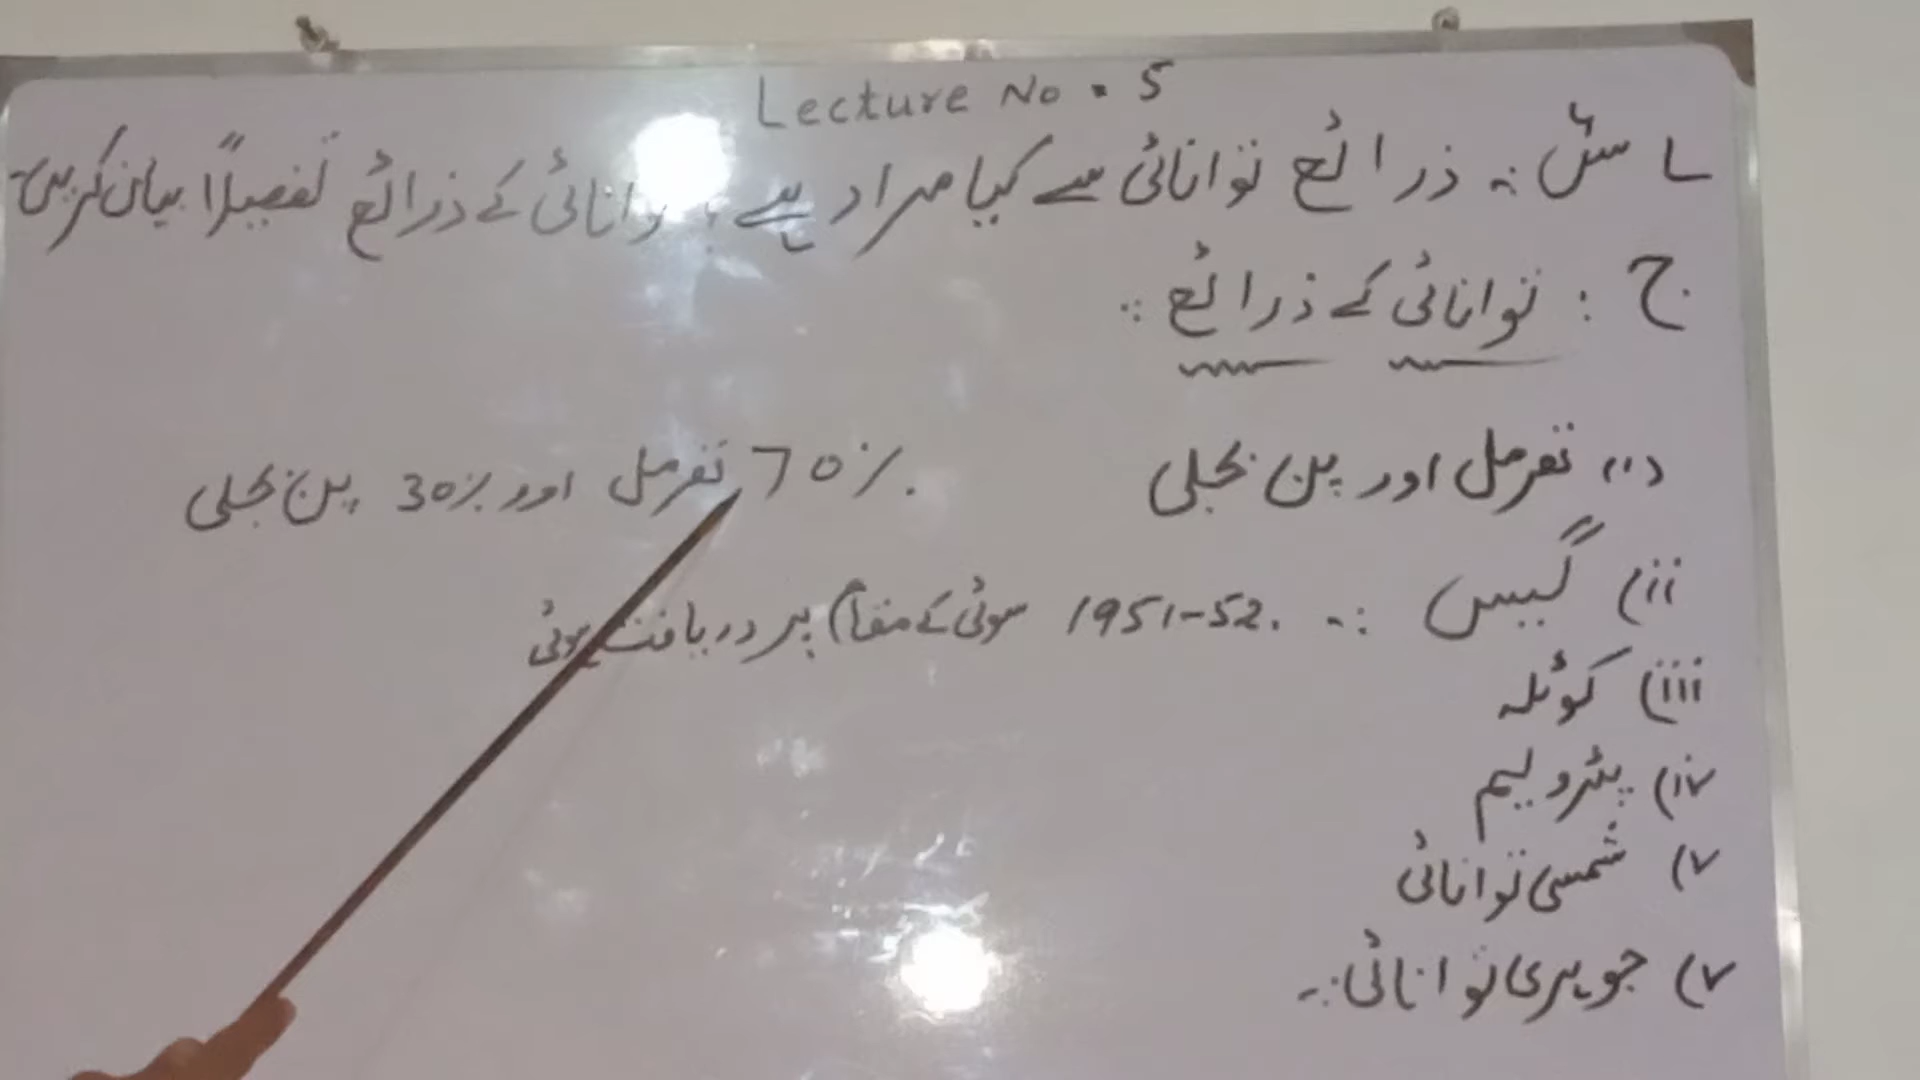 Lecture No. 5
س:۔ ذرائع توانائی سے کیا مراد ہے؟ توانائی کے ذرائع تفصیلاً بیان کریں۔
ج: توانائی کے ذرائع:۔
(i) تھرمل اور پن بجلی 70٪ تھرمل اور 30٪ پن بجلی
(ii) گیس:۔ 1951-52 سوئی کے مقام پر دریافت ہوئی
(iii) کوئلہ
(iv) پٹرولیم
(v) شمسی توانائی
(v) جوہری توانائی:۔